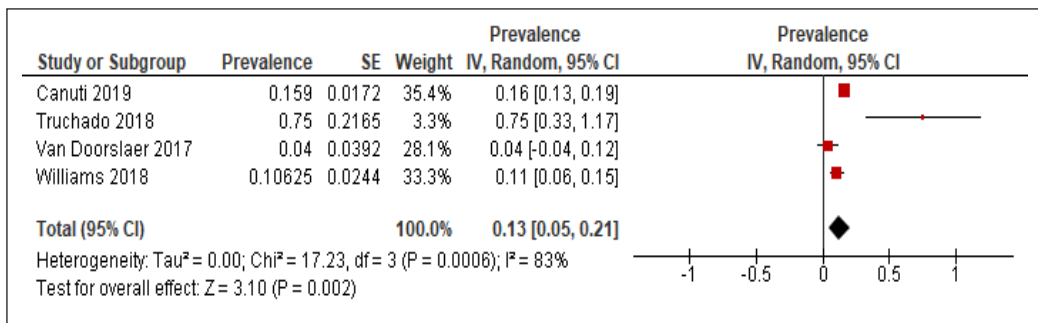 Prevalence Prevalence
Study or Subgroup Prevalence SE Weight IV, Random, 95% CI IV, Random, 95% CI
Canuti 2019 0.159 0.0172 35.4% 0.16 [0.13, 0.19]
Truchado 2018 0.75 0.2165 3.3% 0.75 [0.33, 1.17]
Van Doorslaer 2017 0.04 0.0392 28.1% 0.04 [-0.04, 0.12]
Williams 2018 0.10625 0.0244 33.3% 0.11 [0.06, 0.15]
Total (95% CI) 100.0% 0.13 [0.05, 0.21]
Heterogeneity: Tau² = 0.00; Chi² = 17.23, df = 3 (P = 0.0006); I² = 83%
Test for overall effect: Z = 3.10 (P = 0.002)
-1 -0.5 0 0.5 1